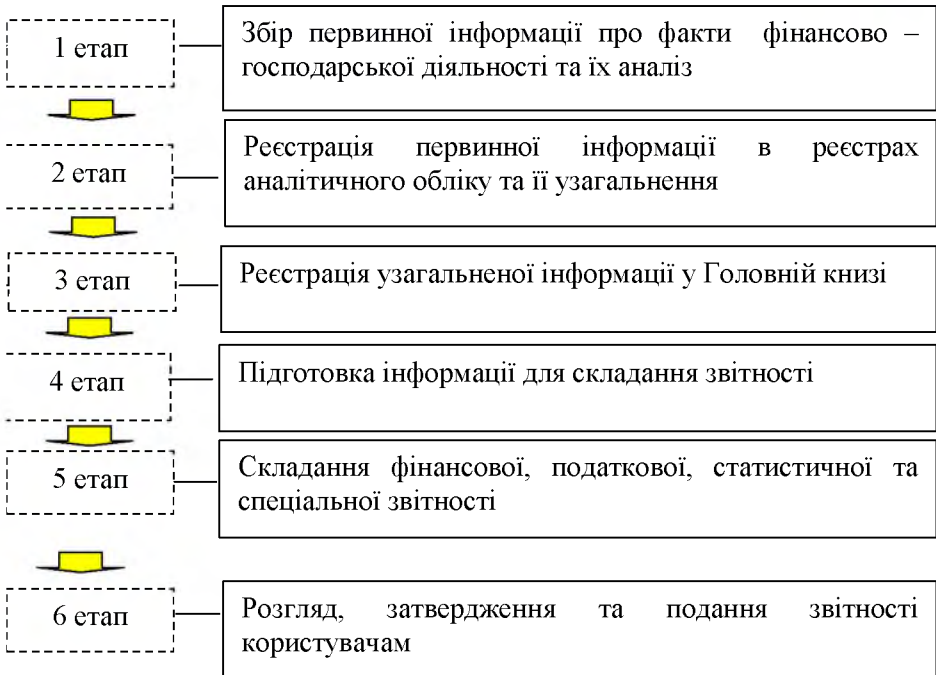 1 етап
Збір первинної інформації про факти фінансово –
господарської діяльності та їх аналіз
2 етап
Реєстрація первинної інформації в реєстрах
аналітичного обліку та її узагальнення
3 етап
Реєстрація узагальненої інформації у Головній книзі
4 етап
Підготовка інформації для складання звітності
5 етап
Складання фінансової, податкової, статистичної та
спеціальної звітності
6 етап
Розгляд, затвердження та подання звітності
користувачам